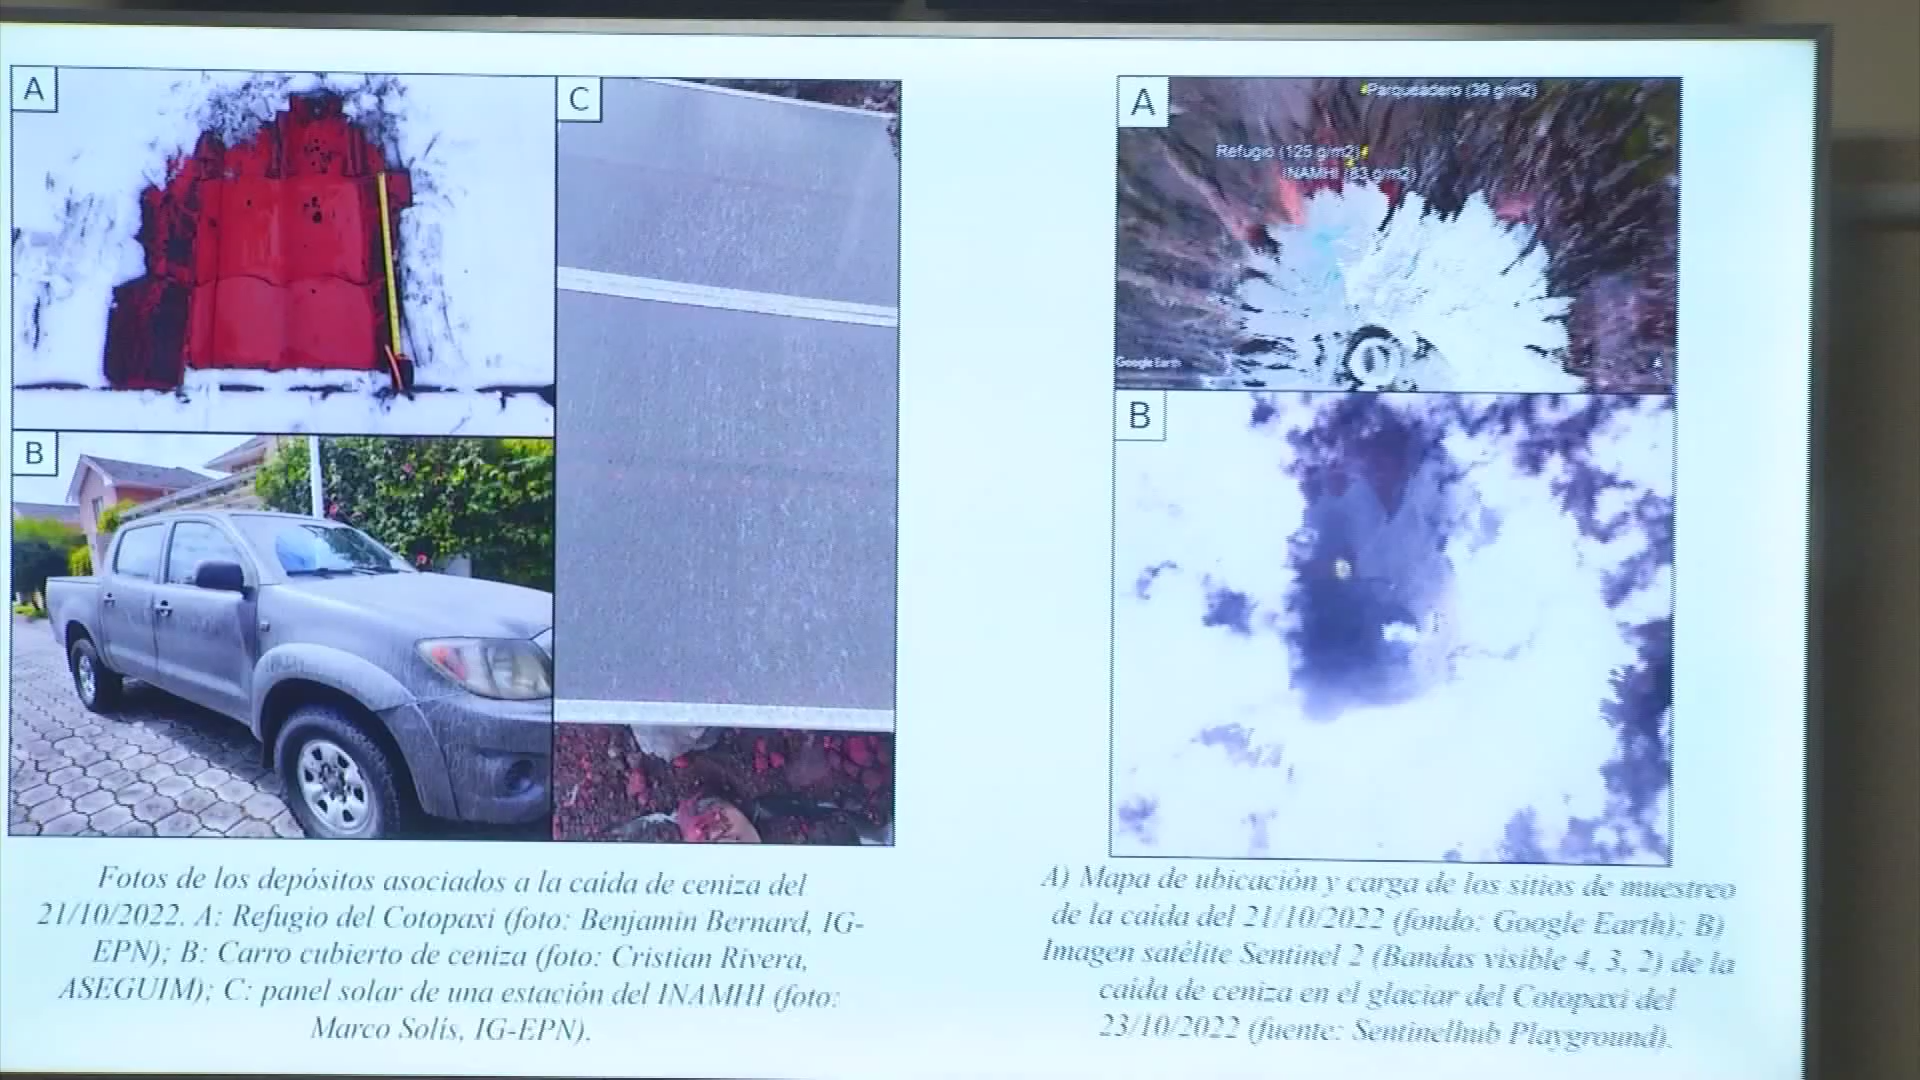 A
C
B
Fotos de los depósitos asociados a la caída de ceniza del
21/10/2022. A: Refugio del Cotopaxi (foto: Benjamin Bernard, IG-
EPN); B: Carro cubierto de ceniza (foto: Cristian Rivera,
ASEGUIM); C: panel solar de una estación del INAMHI (foto:
Marco Solís, IG-EPN).
A
Parqueadero (39 g/m2)
Refugio (125 g/m2)
INAMHI (83 g/m2)
Google Earth
B
A) Mapa de ubicación y carga de los sitios de muestreo
de la caída del 21/10/2022 (fondo: Google Earth); B)
Imagen satélite Sentinel 2 (Bandas visible 4, 3, 2) de la
caída de ceniza en el glaciar del Cotopaxi del
23/10/2022 (fuente: Sentinelhub Playground).